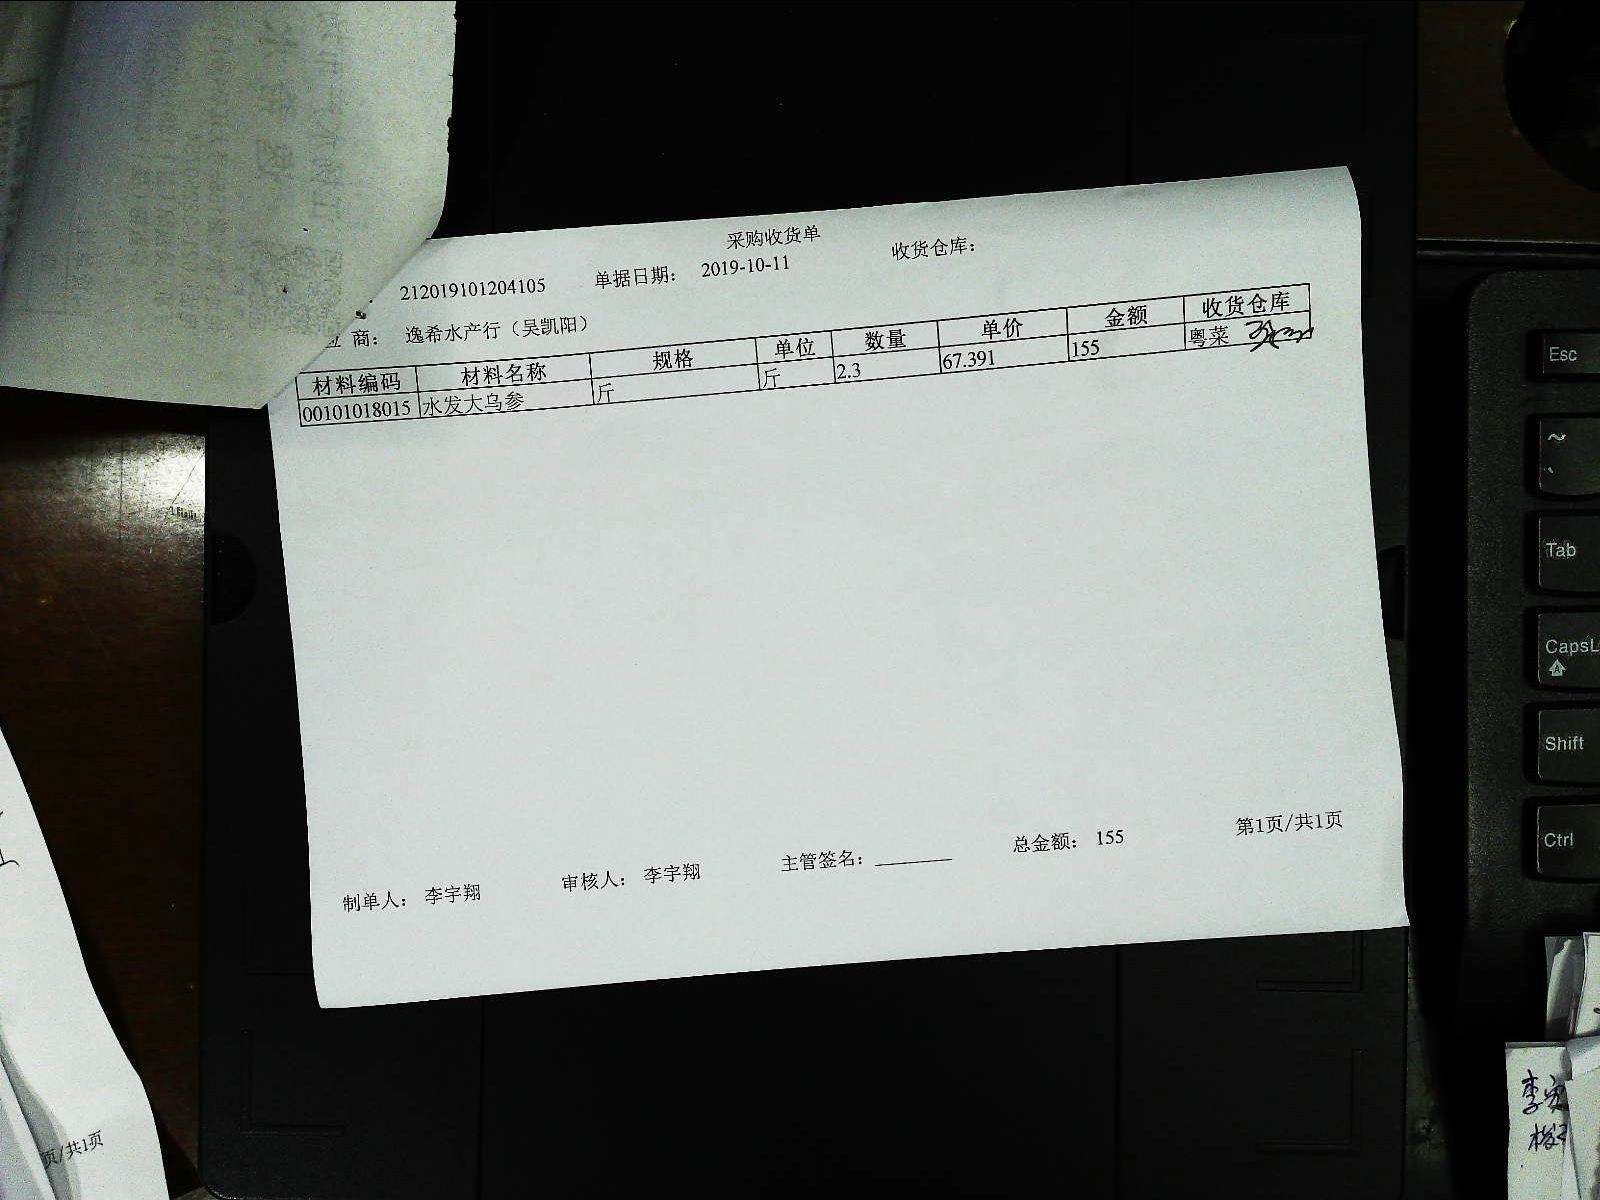 采购收货单
212019101204105 单据日期： 2019-10-11 收货仓库：
商： 逸希水产行（吴凯阳）
材料编码 材料名称 规格 单位 数量 单价 金额 收货仓库
00101018015 水发大乌参 斤 斤 2.3 67.391 155 粤菜
制单人： 李宇翔 审核人： 李宇翔 主管签名： 总金额： 155 第1页/共1页
Esc
~
Tab
CapsL
Shift
Ctrl
页/共1页